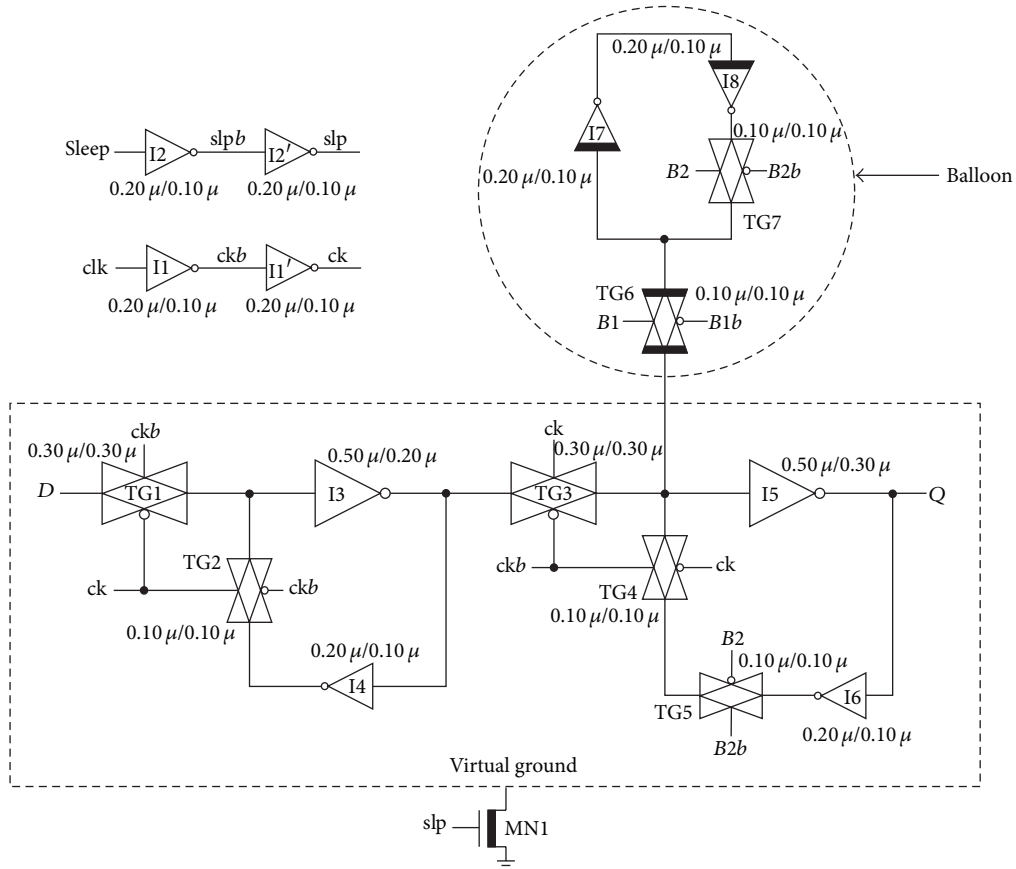 0.20 μ/0.10 μ
I8
I7
0.10 μ/0.10 μ
B2
B2b
0.20 μ/0.10 μ
TG7
Balloon
TG6
0.10 μ/0.10 μ
B1
B1b
Sleep
I2
slpb
I2′
slp
0.20 μ/0.10 μ
0.20 μ/0.10 μ
clk
I1
ckb
I1′
ck
0.20 μ/0.10 μ
0.20 μ/0.10 μ
ckb
0.30 μ/0.30 μ
D
TG1
0.50 μ/0.20 μ
I3
ck
0.30 μ/0.30 μ
TG3
0.50 μ/0.30 μ
I5
Q
TG2
ck
ckb
0.10 μ/0.10 μ
0.20 μ/0.10 μ
I4
ckb
TG4
ck
0.10 μ/0.10 μ
B2
0.10 μ/0.10 μ
TG5
I6
B2b
0.20 μ/0.10 μ
Virtual ground
slp
MN1